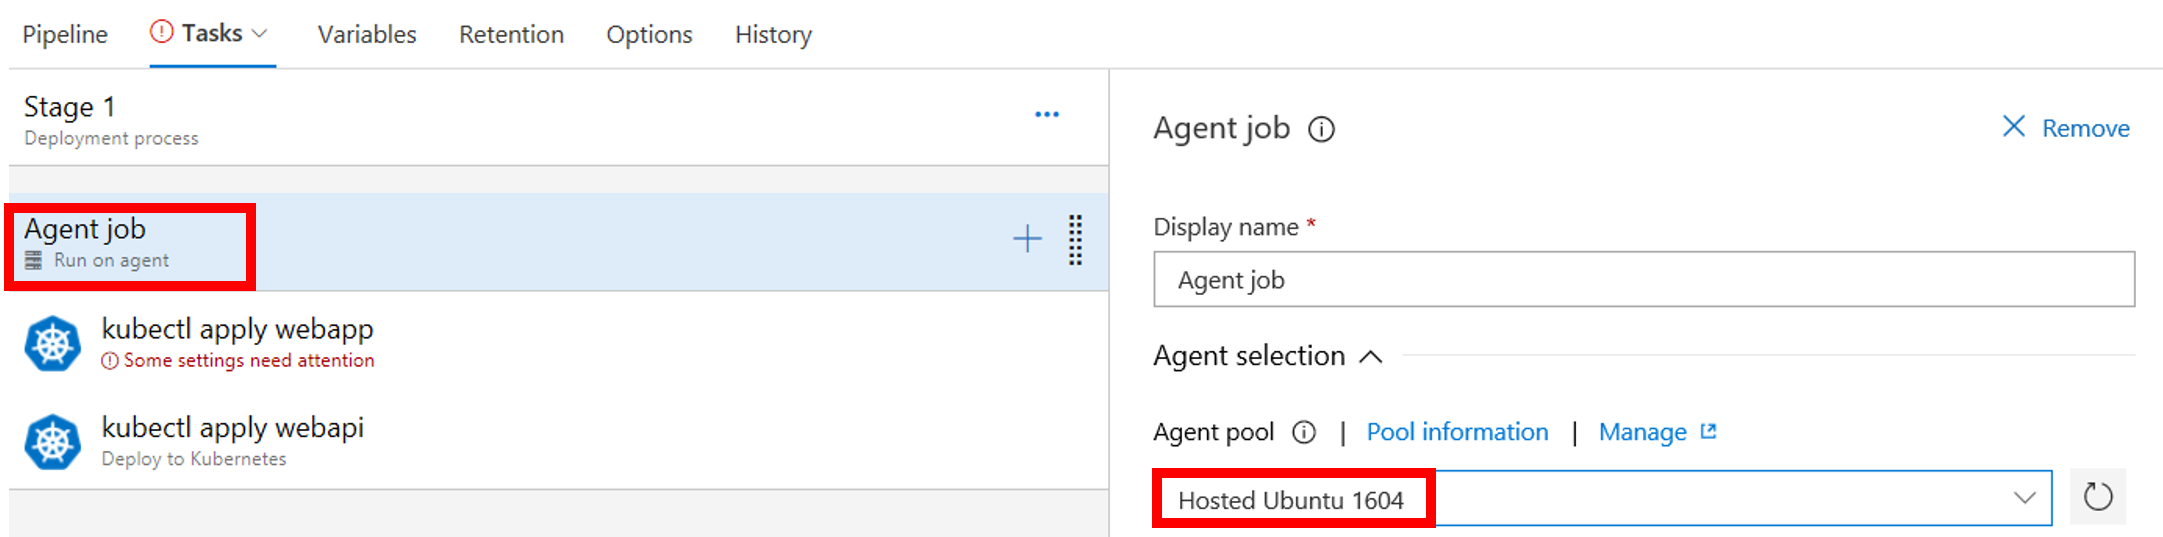 Pipeline Tasks Variables Retention Options History
Stage 1
Deployment process
Agent job
Run on agent
kubectl apply webapp
Some settings need attention
kubectl apply webapi
Deploy to Kubernetes
Agent job
Remove
Display name *
Agent job
Agent selection
Agent pool | Pool information | Manage
Hosted Ubuntu 1604